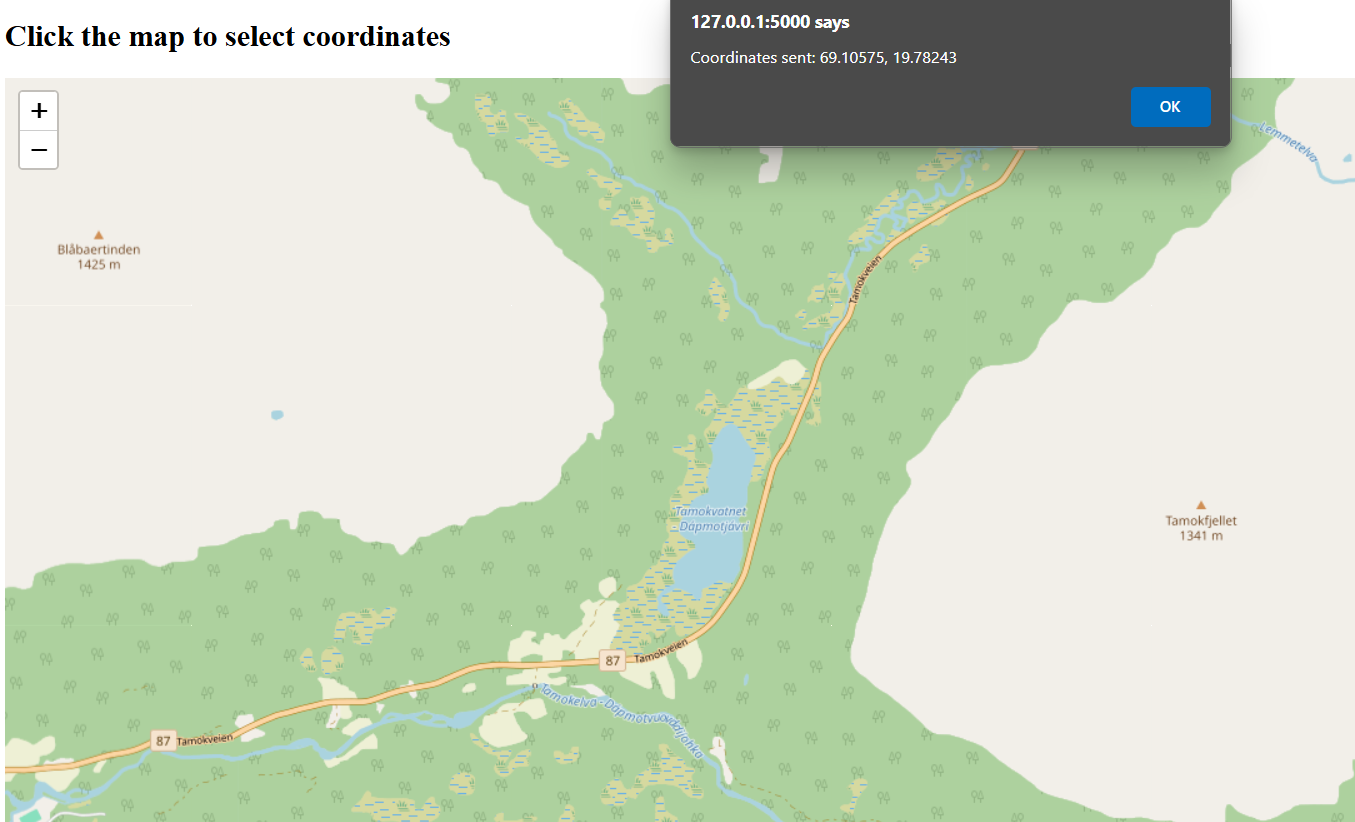 Click the map to select coordinates
127.0.0.1:5000 says
Coordinates sent: 69.10575, 19.78243
OK
+
−
Lemmetelva
Blåbaertinden
1425 m
Tamokveien
Tamokvatnet
- Dápmotjávri
Tamokfjellet
1341 m
87
Tamokveien
Tamokelva - Dápmotvuovddijohka
87
Tamokveien